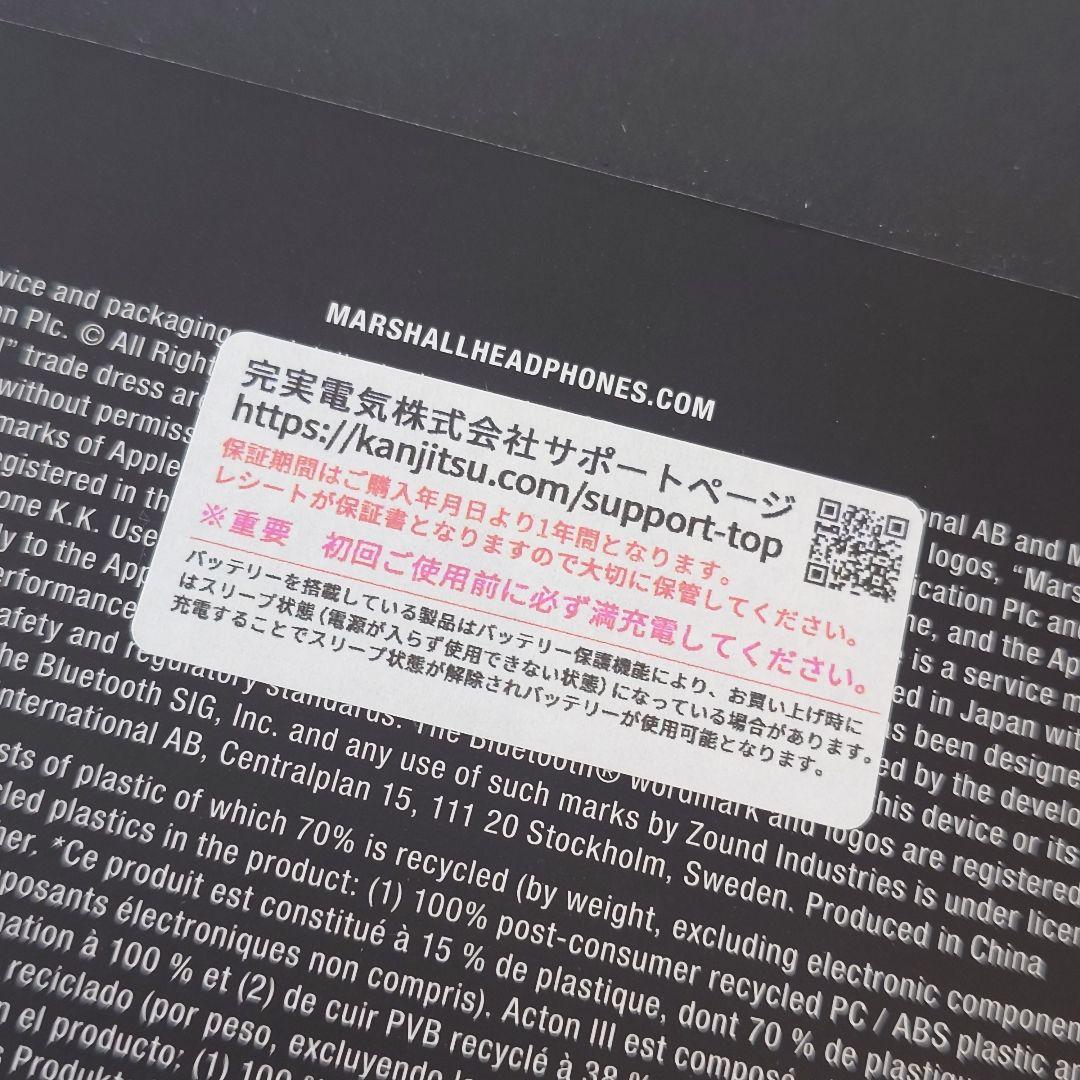 MARSHALLHEADPHONES.COM
vice and packaging
n Plc. © All Righ
" trade dress ar
without permiss
marks of Apple
egistered in th
one K.K. Use
y to the App
erformance
afety and regulatory standards. The Bluetooth® wordmark and logos are registered
he Bluetooth SIG, Inc. and any use of such marks by Zound Industries is under licen
nternational AB, Centralplan 15, 111 20 Stockholm, Sweden. Produced in China
完実電気株式会社サポートページ
https://kanjitsu.com/support-top
保証期間はご購入年月日より1年間となります。
レシートが保証書となりますので大切に保管してください。
※重要 初回ご使用前に必ず満充電してください。
バッテリーを搭載している製品はバッテリー保護機能により、お買い上げ時に
はスリープ状態(電源が入らず使用できない状態)になっている場合があります。
充電することでスリープ状態が解除されバッテリーが使用可能となります。
nal AB and M
logos, "Mars
ication Plc and
e, and the Ap
is a service m
ed in Japan wit
s been designe
ed by the develo
his device or its
sts of plastic of which 70% is recycled (by weight, excluding electronic componen
led plastics in the product: (1) 100% post-consumer recycled PC / ABS plastic an
ner. *Ce produit est constitué à 15 % de plastique, dont 70 % de plastiq
posants électroniques non compris). Acton III est composé
nation à 100 % et (2) de cuir PVB recyclé à 38 %
reciclado (por peso, excluyendo
n el producto: (1) 100
Produkt